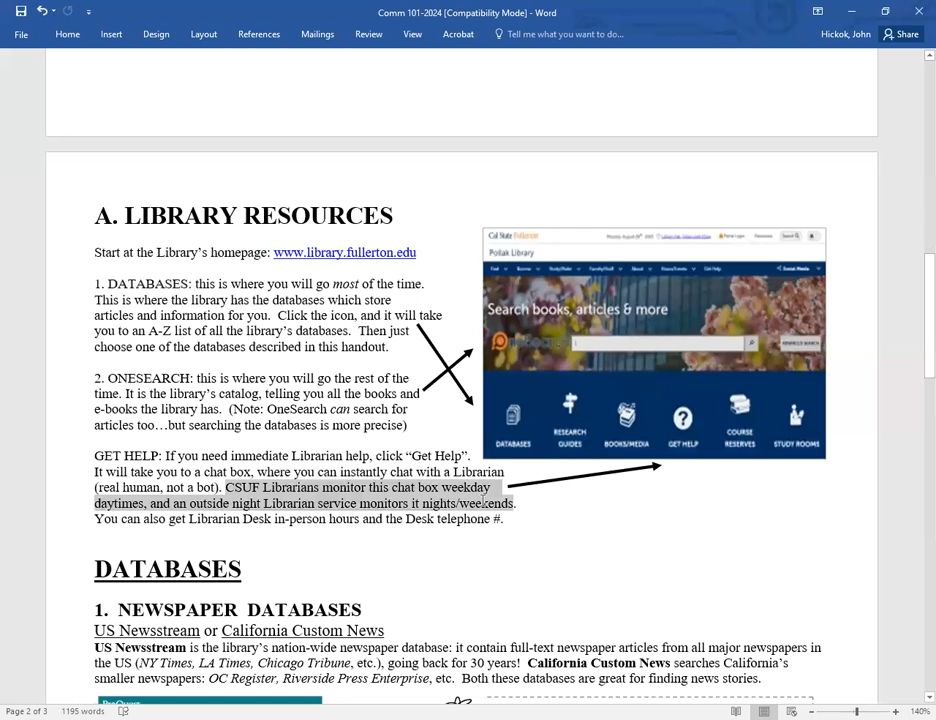 Comm 101-2024 [Compatibility Mode] - Word
File Home Insert Design Layout References Mailings Review View Acrobat Tell me what you want to do... Hickok, John Share
A. LIBRARY RESOURCES
Start at the Library's homepage: www.library.fullerton.edu
1. DATABASES: this is where you will go most of the time.
This is where the library has the databases which store
articles and information for you. Click the icon, and it will take
you to an A-Z list of all the library's databases. Then just
choose one of the databases described in this handout.
2. ONESEARCH: this is where you will go the rest of the
time. It is the library's catalog, telling you all the books and
e-books the library has. (Note: OneSearch can search for
articles too…but searching the databases is more precise)
GET HELP: If you need immediate Librarian help, click "Get Help".
It will take you to a chat box, where you can instantly chat with a Librarian
(real human, not a bot). CSUF Librarians monitor this chat box weekday
daytimes, and an outside night Librarian service monitors it nights/weekends.
You can also get Librarian Desk in-person hours and the Desk telephone #.
Cal State Fullerton
Pollak Library
Find
About
Get Help
Social Media
Search books, articles & more
DATABASES
RESEARCH
GUIDES
BOOKS/MEDIA
GET HELP
COURSE
RESERVES
STUDY ROOMS
DATABASES
1. NEWSPAPER DATABASES
US Newsstream or California Custom News
US Newsstream is the library's nation-wide newspaper database: it contain full-text newspaper articles from all major newspapers in
the US (NY Times, LA Times, Chicago Tribune, etc.), going back for 30 years! California Custom News searches California's
smaller newspapers: OC Register, Riverside Press Enterprise, etc. Both these databases are great for finding news stories.
Page 2 of 3 1195 words 140%